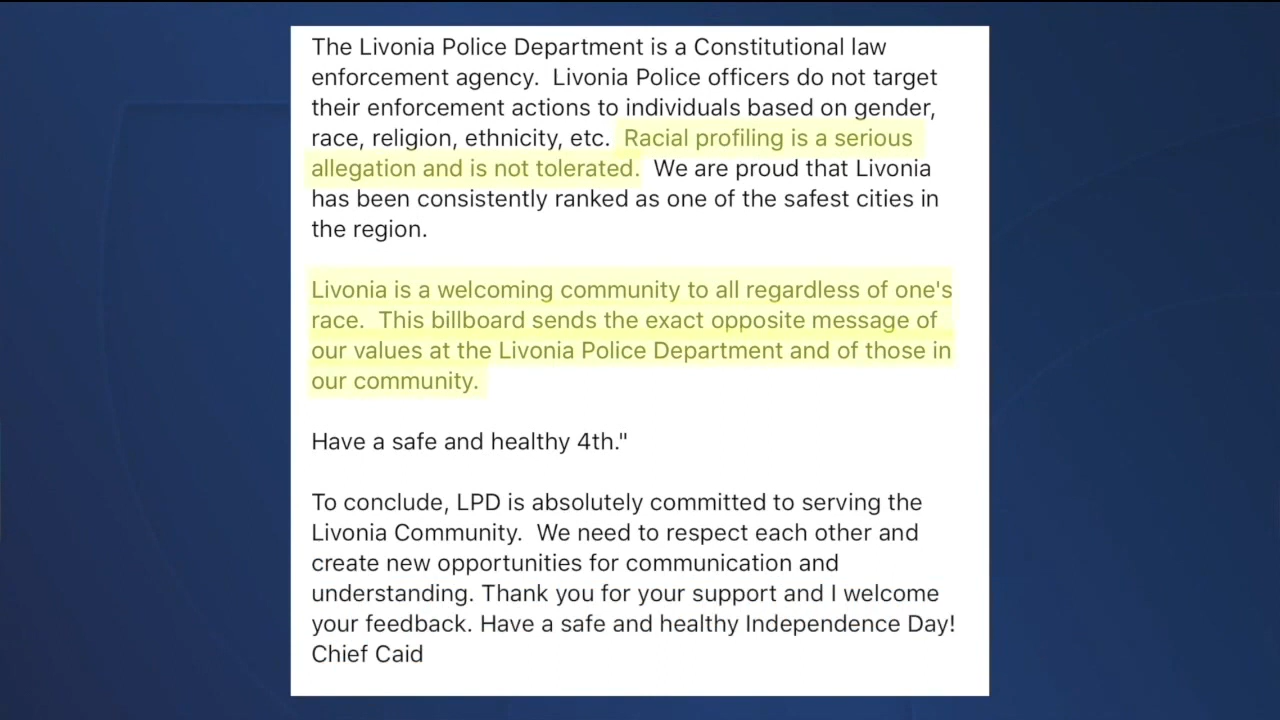 The Livonia Police Department is a Constitutional law
enforcement agency.  Livonia Police officers do not target
their enforcement actions to individuals based on gender,
race, religion, ethnicity, etc.  Racial profiling is a serious
allegation and is not tolerated.  We are proud that Livonia
has been consistently ranked as one of the safest cities in
the region.
Livonia is a welcoming community to all regardless of one's
race.  This billboard sends the exact opposite message of
our values at the Livonia Police Department and of those in
our community.
Have a safe and healthy 4th."
To conclude, LPD is absolutely committed to serving the
Livonia Community.  We need to respect each other and
create new opportunities for communication and
understanding. Thank you for your support and I welcome
your feedback. Have a safe and healthy Independence Day!
Chief Caid